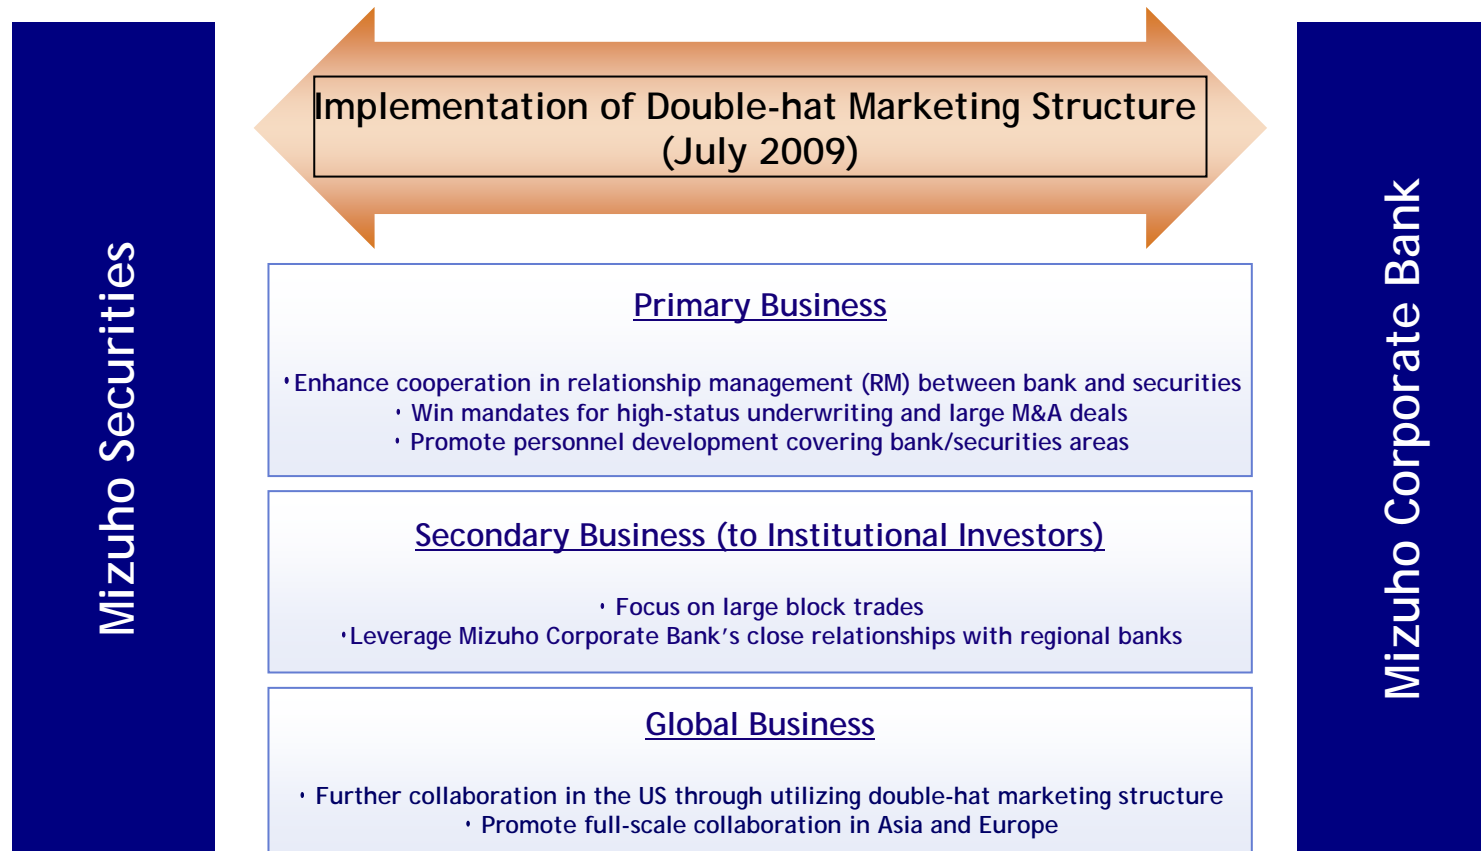 Mizuho Securities
Implementation of Double-hat Marketing Structure
(July 2009)
Primary Business
・Enhance cooperation in relationship management (RM) between bank and securities
・Win mandates for high-status underwriting and large M&A deals
・Promote personnel development covering bank/securities areas
Secondary Business (to Institutional Investors)
・Focus on large block trades
・Leverage Mizuho Corporate Bank's close relationships with regional banks
Global Business
・Further collaboration in the US through utilizing double-hat marketing structure
・Promote full-scale collaboration in Asia and Europe
Mizuho Corporate Bank